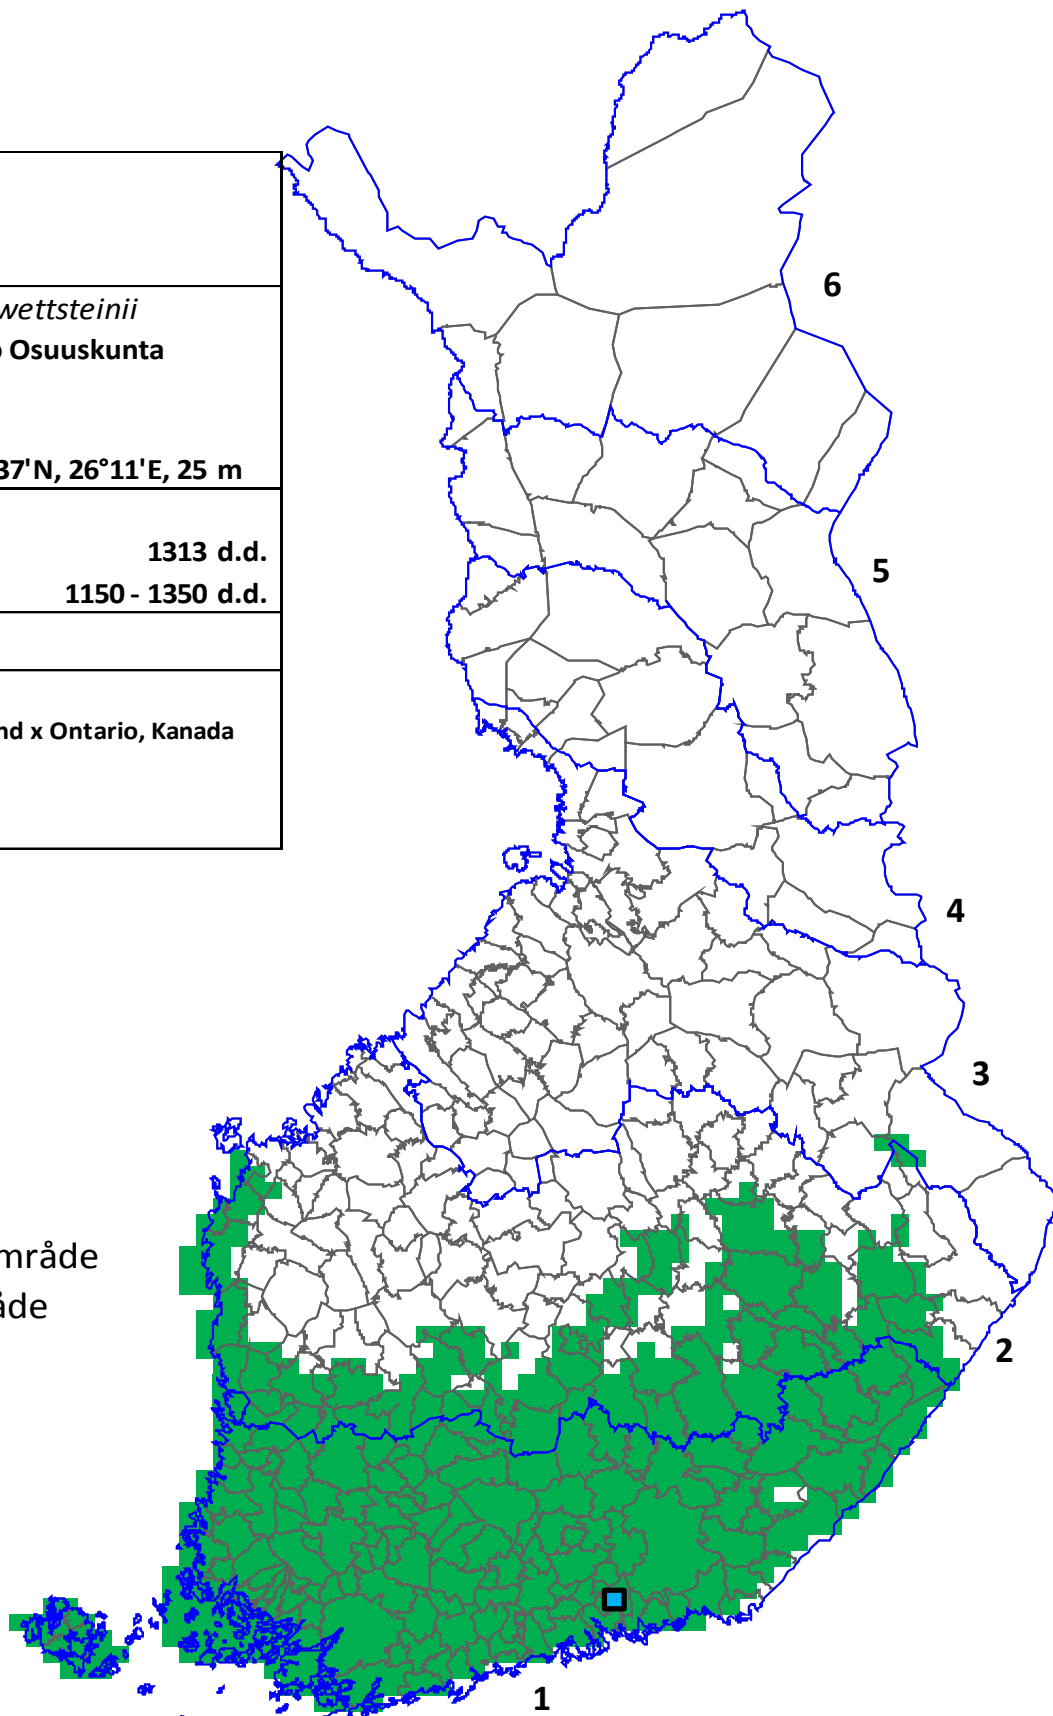 wettsteinii
Osuuskunta
37'N, 26°11'E, 25 m
1313 d.d.
1150 - 1350 d.d.
nd x Ontario, Kanada
mråde
åde
6
5
4
3
2
1